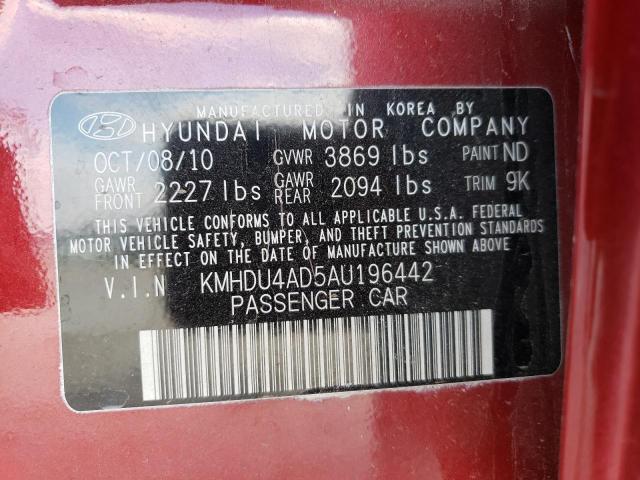 MANUFACTURED IN KOREA BY
HYUNDAI MOTOR COMPANY
OCT/08/10 GVWR 3869 lbs PAINT ND
GAWR FRONT 2227 lbs GAWR REAR 2094 lbs TRIM 9K
THIS VEHICLE CONFORMS TO ALL APPLICABLE U.S.A. FEDERAL
MOTOR VEHICLE SAFETY, BUMPER, AND THEFT PREVENTION STANDARDS
IN EFFECT ON THE DATE OF MANUFACTURE SHOWN ABOVE
V.I.N KMHDU4AD5AU196442
PASSENGER CAR